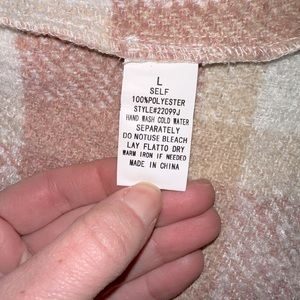 L
SELF
100%POLYESTER
STYLE#22099J
HAND WASH COLD WATER
SEPARATELY
DO NOTUSE BLEACH
LAY FLATTO DRY
WARM IRON IF NEEDED
MADE IN CHINA